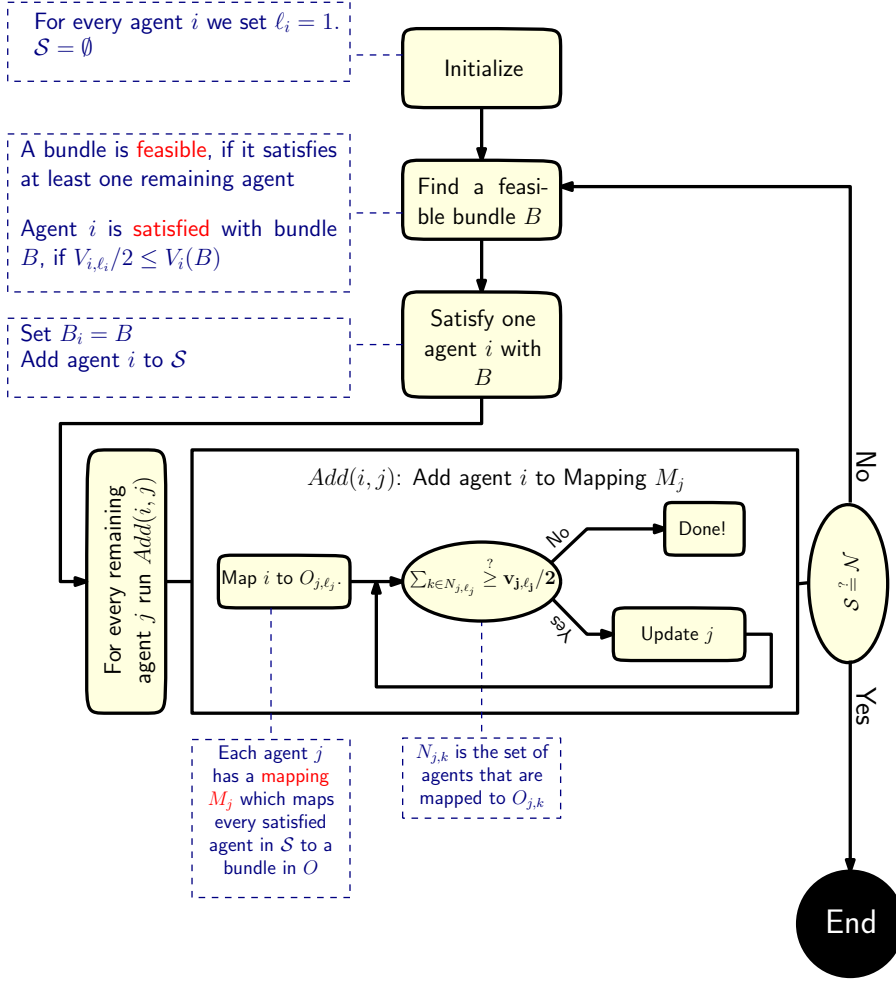 For every agent i we set ℓ_i = 1.
𝒮 = ∅
Initialize
A bundle is feasible, if it satisfies
at least one remaining agent
Agent i is satisfied with bundle
B, if V_{i,ℓ_i}/2 ≤ V_i(B)
Find a feasi-
ble bundle B
Set B_i = B
Add agent i to 𝒮
Satisfy one
agent i with
B
For every remaining
agent j run Add(i, j)
Add(i, j): Add agent i to Mapping M_j
Map i to O_{j,ℓ_j}.
∑_{k∈N_{j,ℓ_j}} ≥^? v_{j,ℓ_j}/2
No
Done!
Yes
Update j
No
𝒩 =^? 𝒮
Yes
Each agent j
has a mapping
M_j which maps
every satisfied
agent in 𝒮 to a
bundle in O
N_{j,k} is the set of
agents that are
mapped to O_{j,k}
End